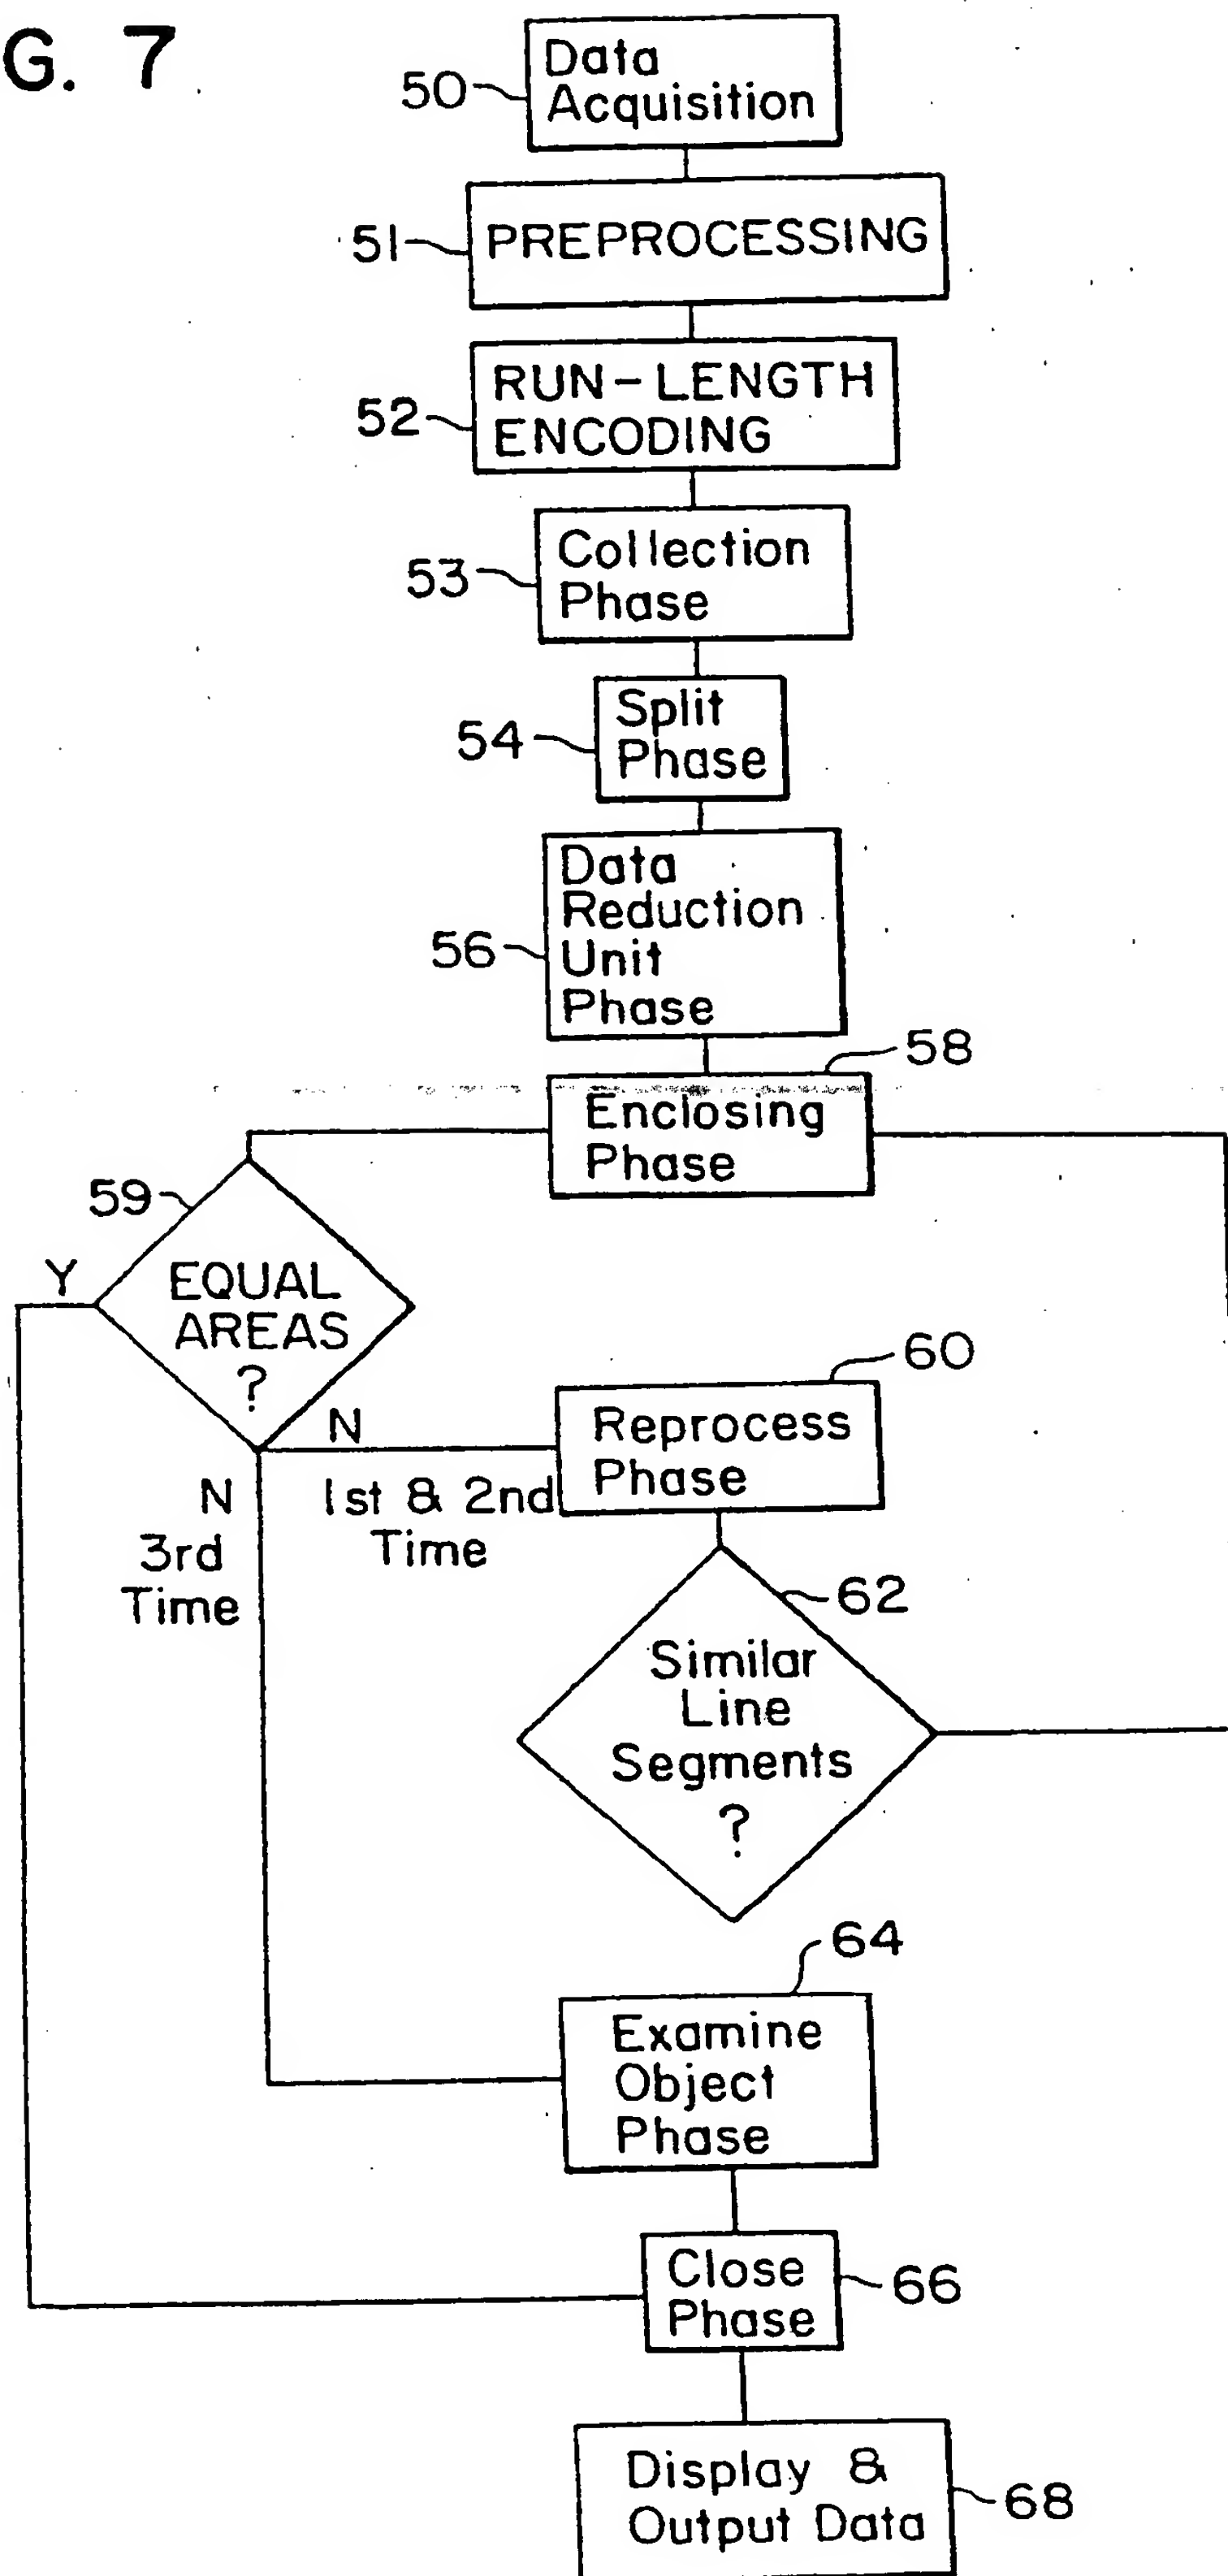 G. 7
50
Data
Acquisition
51
PREPROCESSING
52
RUN-LENGTH
ENCODING
53
Collection
Phase
54
Split
Phase
56
Data
Reduction
Unit
Phase
58
Enclosing
Phase
59
Y
EQUAL
AREAS
?
60
N
Reprocess
Phase
N
1st & 2nd
Time
3rd
Time
62
Similar
Line
Segments
?
64
Examine
Object
Phase
Close
Phase
66
Display &
Output Data
68